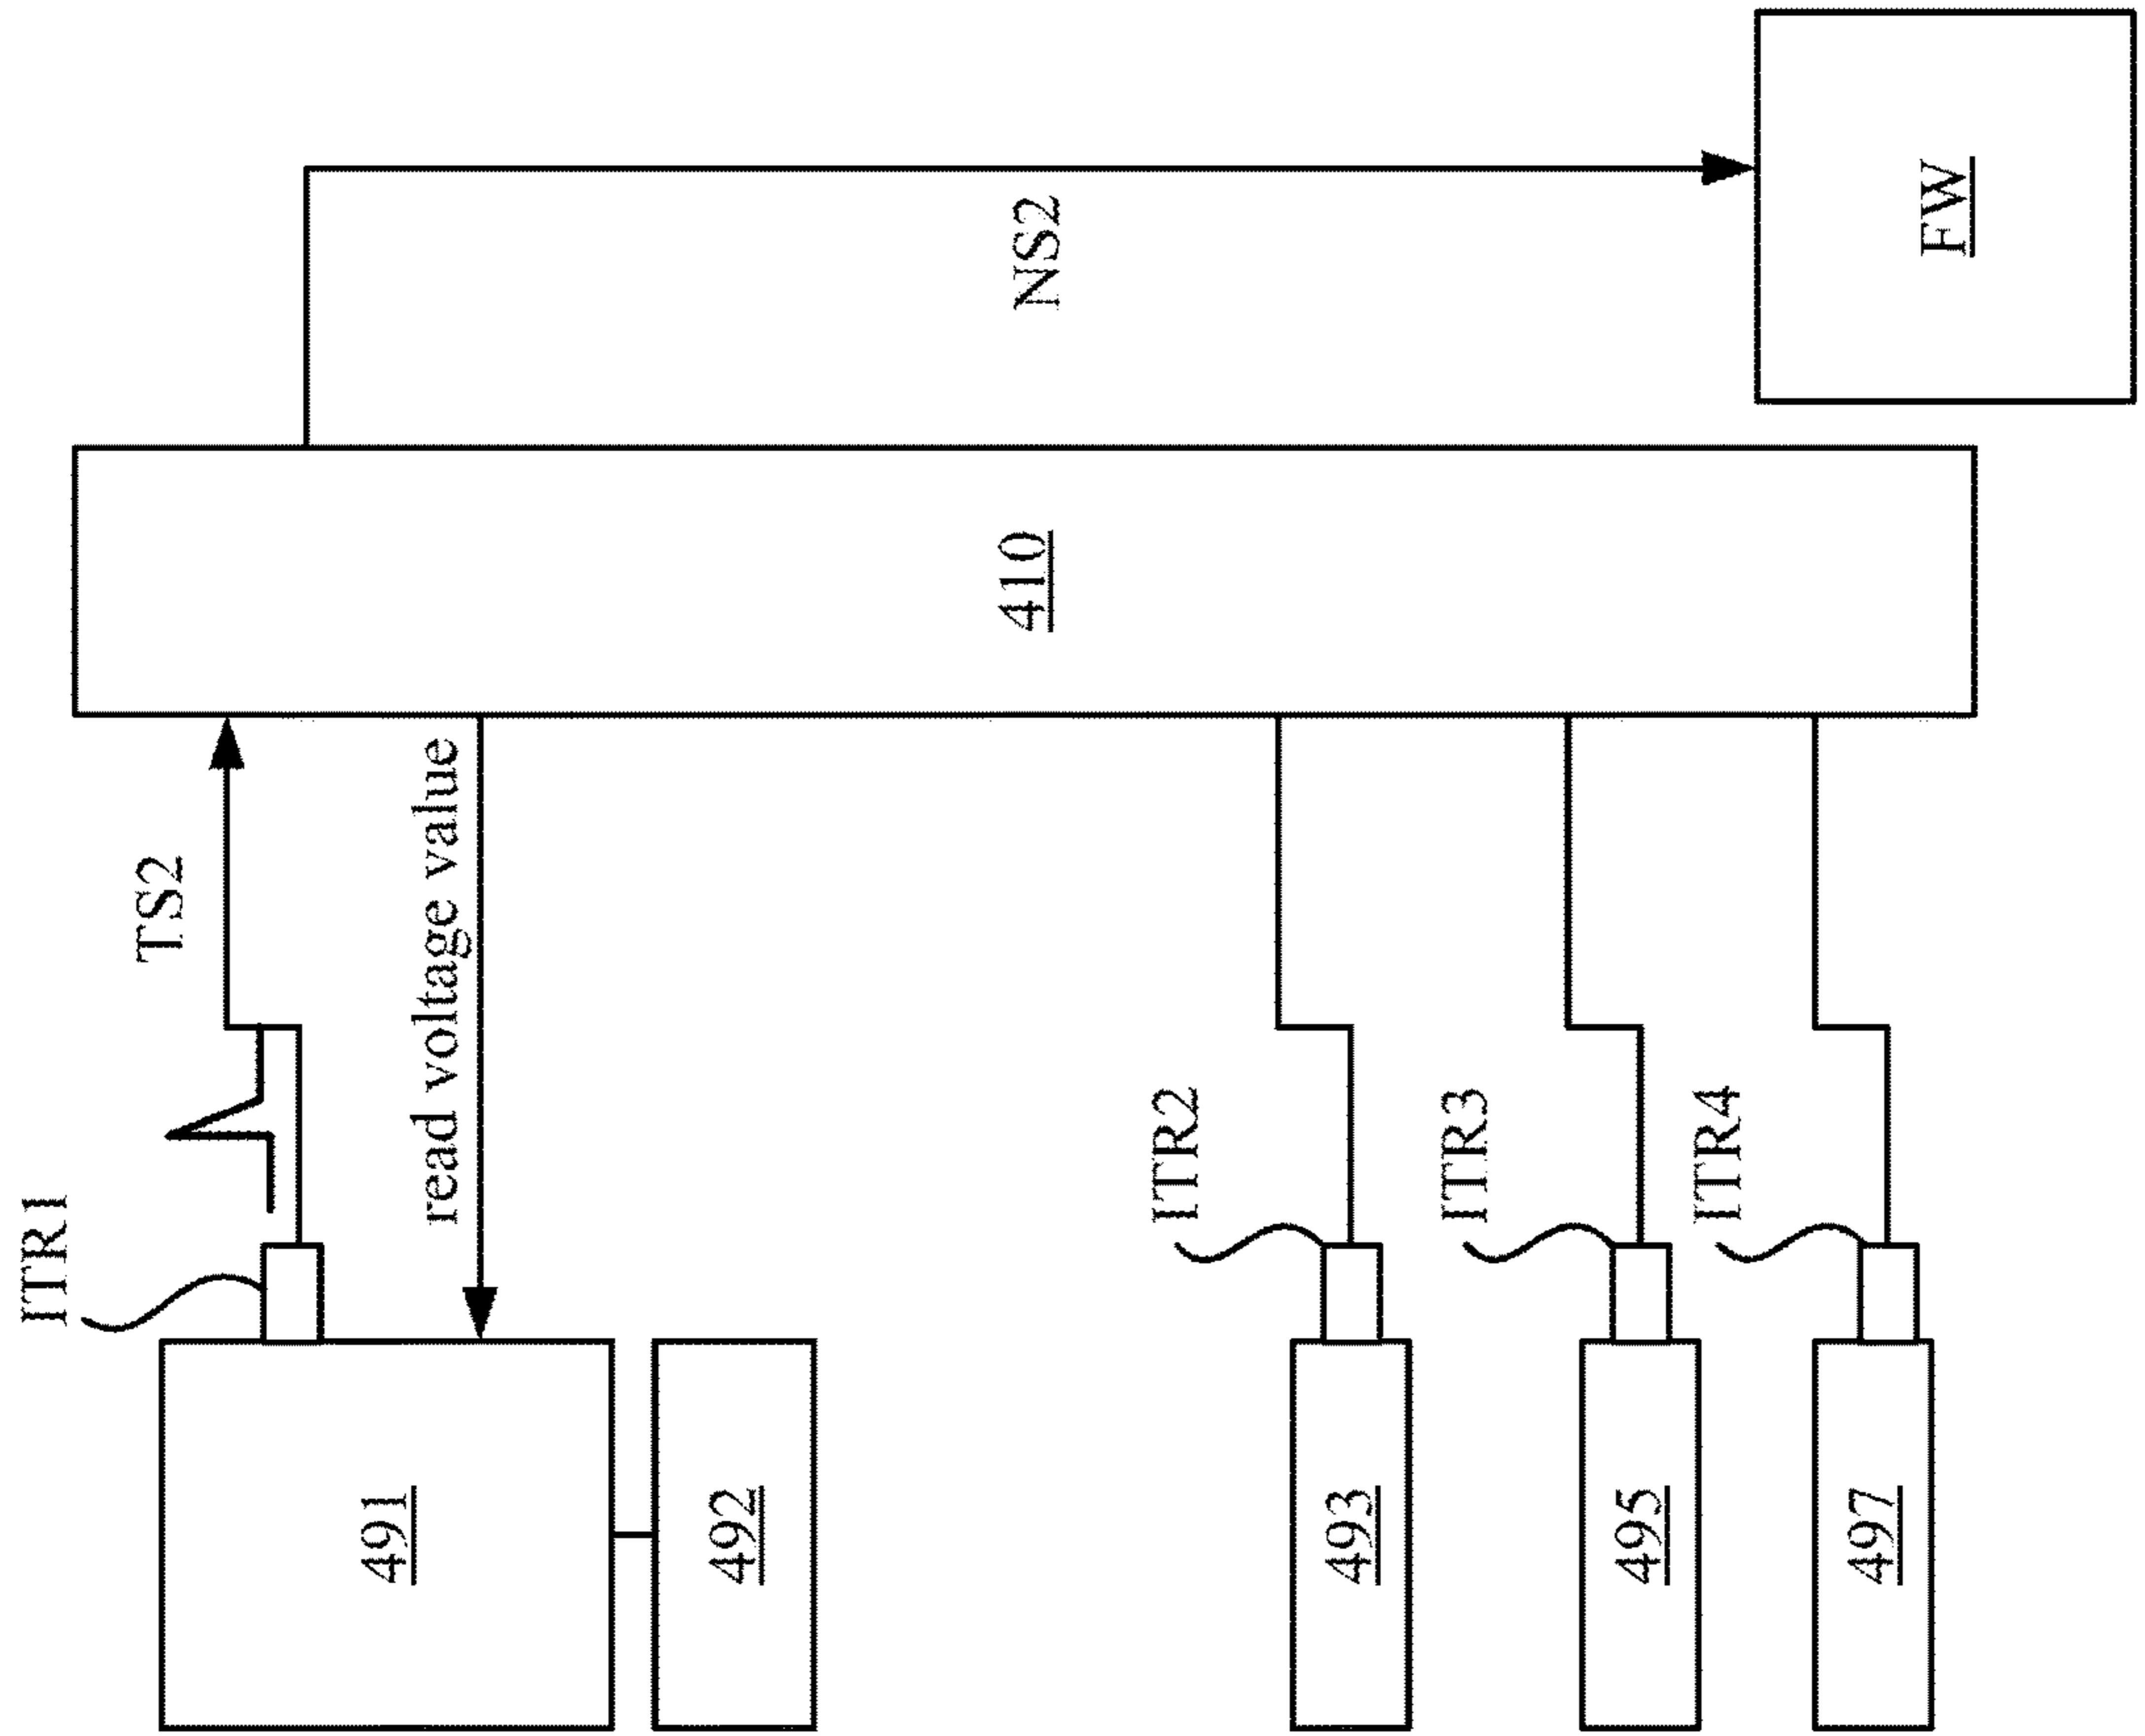 ITR1
TS2
read voltage value
491
492
ITR2
493
ITR3
495
ITR4
497
410
NS2
FW